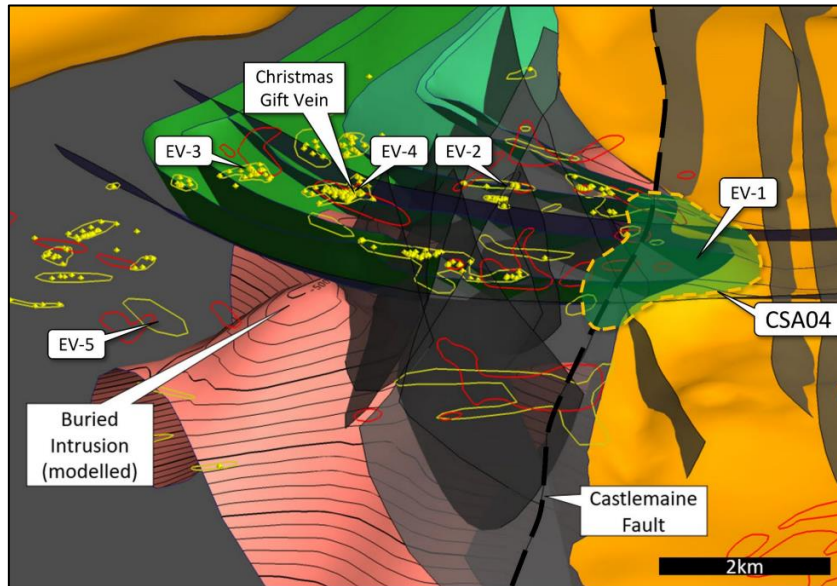 Christmas
Gift Vein
EV-3
EV-4
EV-2
EV-1
CSA04
EV-5
-500
Buried
Intrusion
(modelled)
Castlemaine
Fault
2km